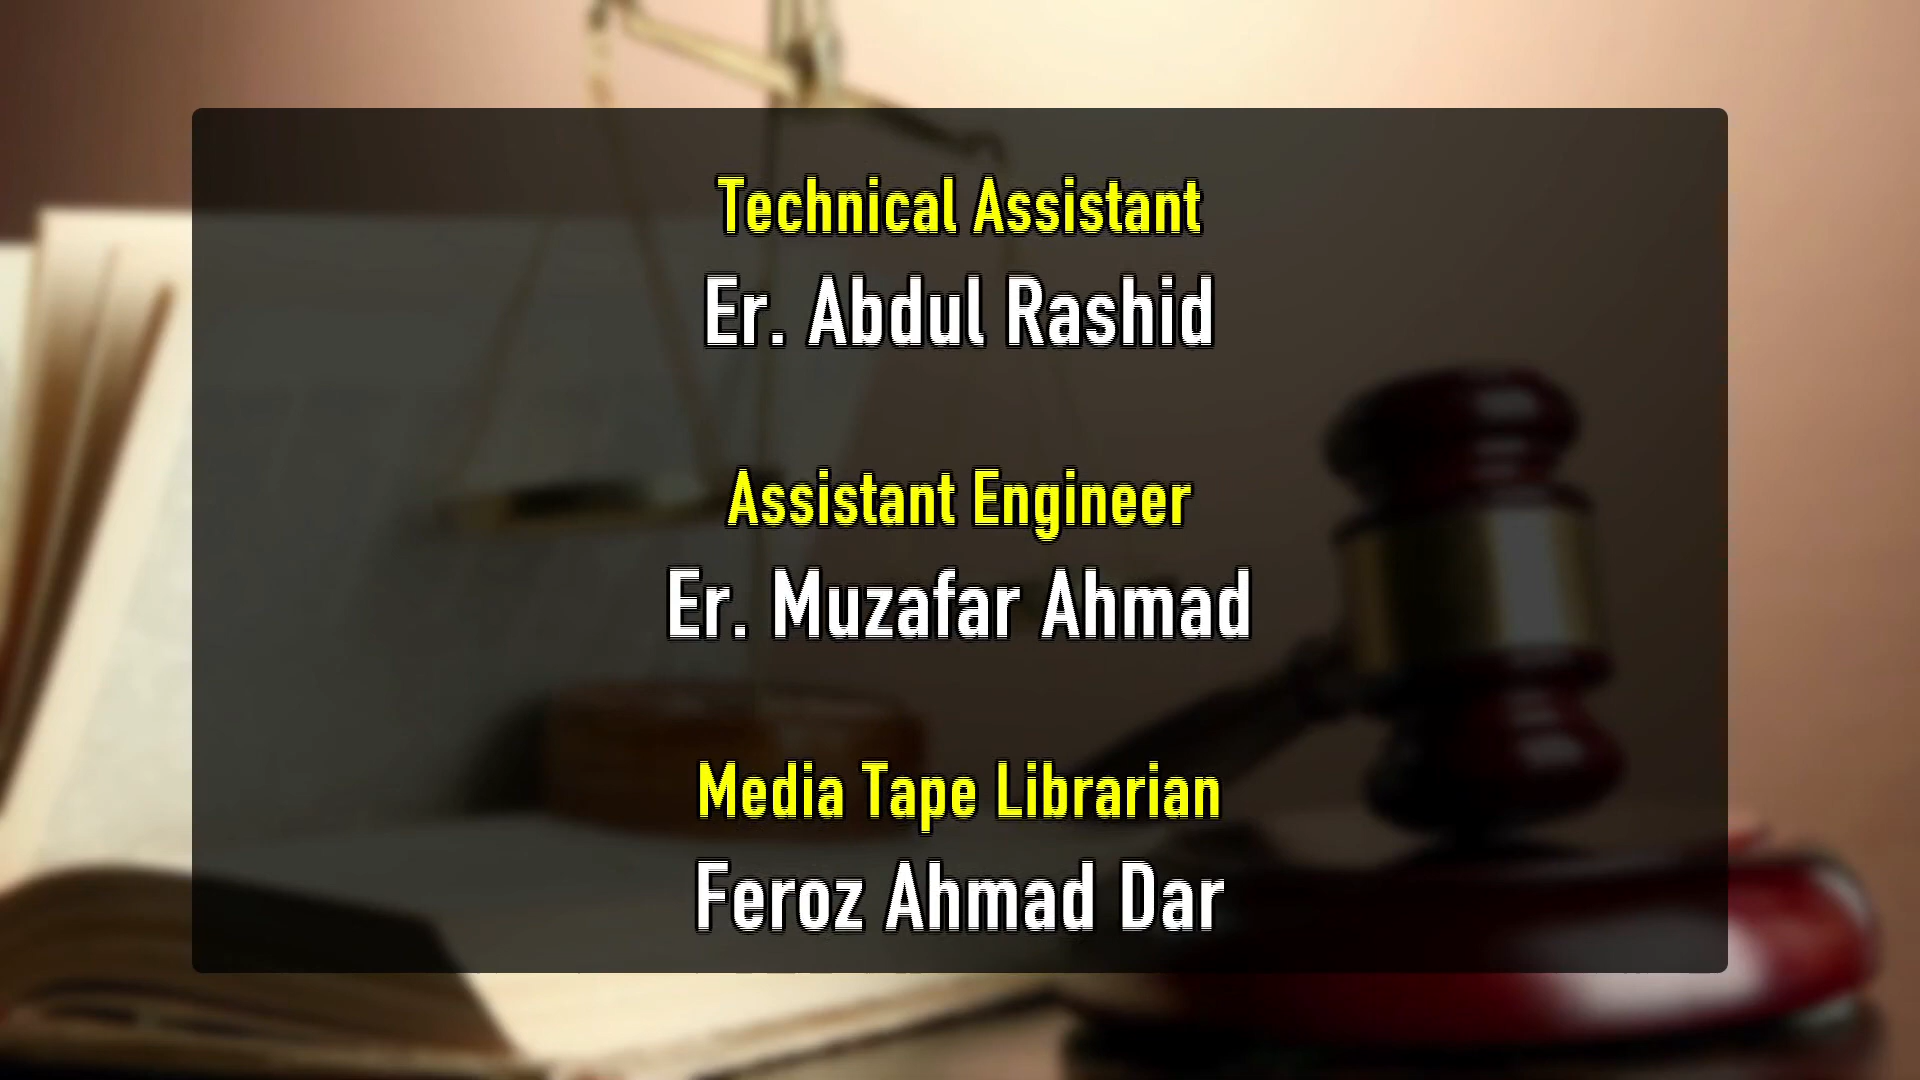 Technical Assistant
Er. Abdul Rashid
Assistant Engineer
Er. Muzafar Ahmad
Media Tape Librarian
Feroz Ahmad Dar